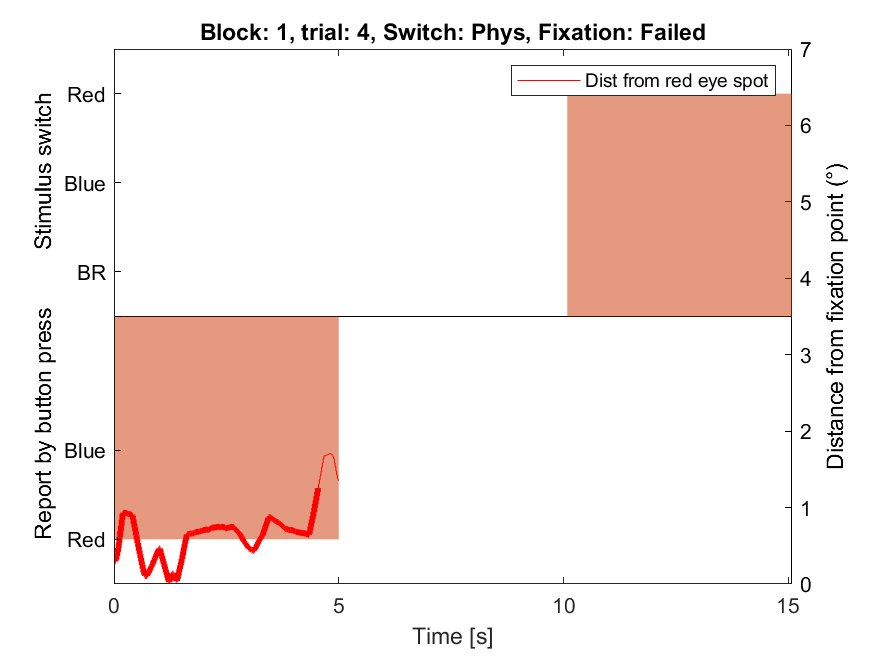 Block: 1, trial: 4, Switch: Phys, Fixation: Failed
Dist from red eye spot
Stimulus switch
Red
Blue
BR
Report by button press
Blue
Red
7
6
5
4
3
2
1
0
Distance from fixation point (°)
0 5 10 15
Time [s]